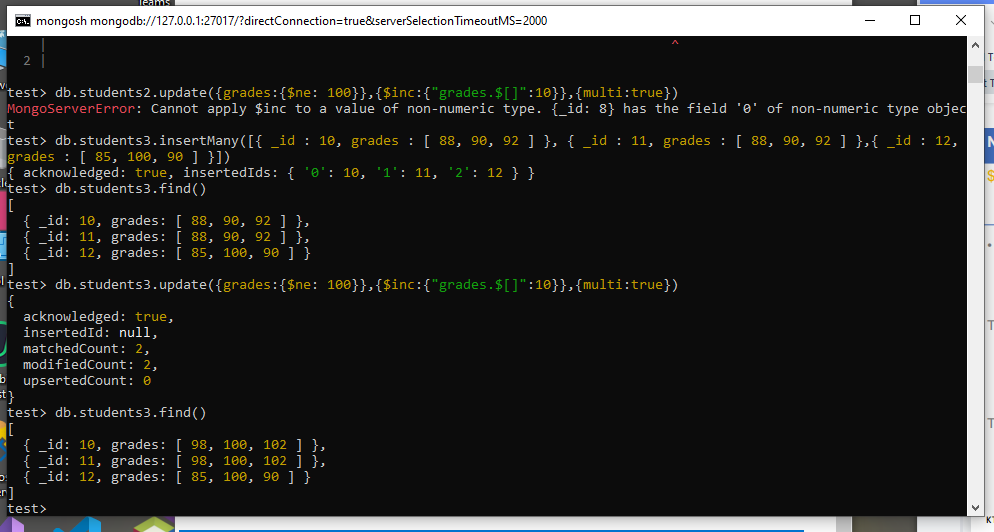 Teams
mongosh mongodb://127.0.0.1:27017/?directConnection=true&serverSelectionTimeoutMS=2000
|                                                                                   ^
2 |
test> db.students2.update({grades:{$ne: 100}},{$inc:{"grades.$[]":10}},{multi:true})
MongoServerError: Cannot apply $inc to a value of non-numeric type. {_id: 8} has the field '0' of non-numeric type objec
t
test> db.students3.insertMany([{ _id : 10, grades : [ 88, 90, 92 ] }, { _id : 11, grades : [ 88, 90, 92 ] },{ _id : 12,
grades : [ 85, 100, 90 ] }])
{ acknowledged: true, insertedIds: { '0': 10, '1': 11, '2': 12 } }
test> db.students3.find()
[
  { _id: 10, grades: [ 88, 90, 92 ] },
  { _id: 11, grades: [ 88, 90, 92 ] },
  { _id: 12, grades: [ 85, 100, 90 ] }
]
test> db.students3.update({grades:{$ne: 100}},{$inc:{"grades.$[]":10}},{multi:true})
{
  acknowledged: true,
  insertedId: null,
  matchedCount: 2,
  modifiedCount: 2,
  upsertedCount: 0
}
test> db.students3.find()
[
  { _id: 10, grades: [ 98, 100, 102 ] },
  { _id: 11, grades: [ 98, 100, 102 ] },
  { _id: 12, grades: [ 85, 100, 90 ] }
]
test>